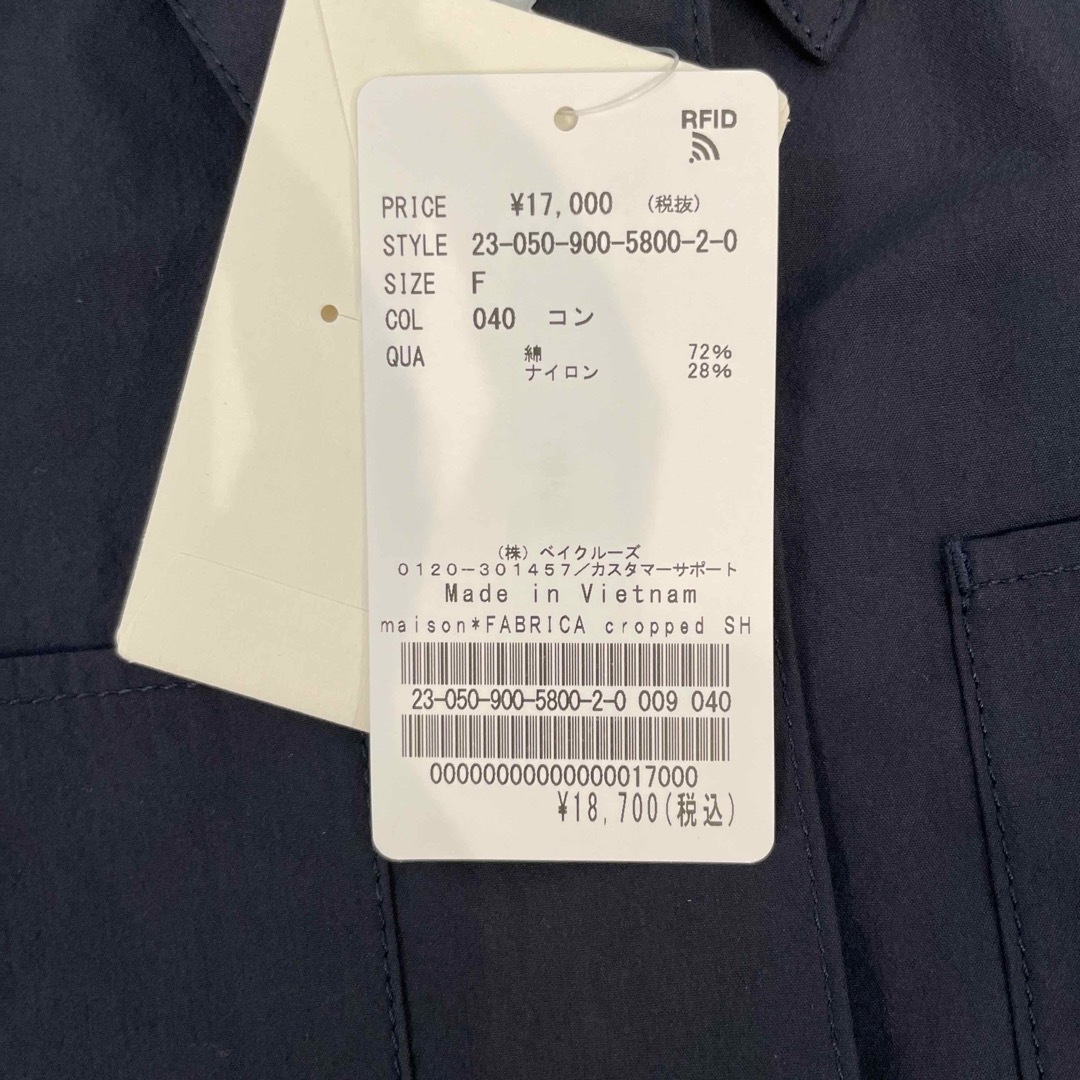 RFID
PRICE ¥17,000 (税抜)
STYLE 23-050-900-5800-2-0
SIZE F
COL 040 コン
QUA 綿 72%
ナイロン 28%
(株) ベイクルーズ
0120-301457/カスタマーサポート
Made in Vietnam
maison*FABRICA cropped SH
23-050-900-5800-2-0 009 040
00000000000000017000
¥18,700(税込)